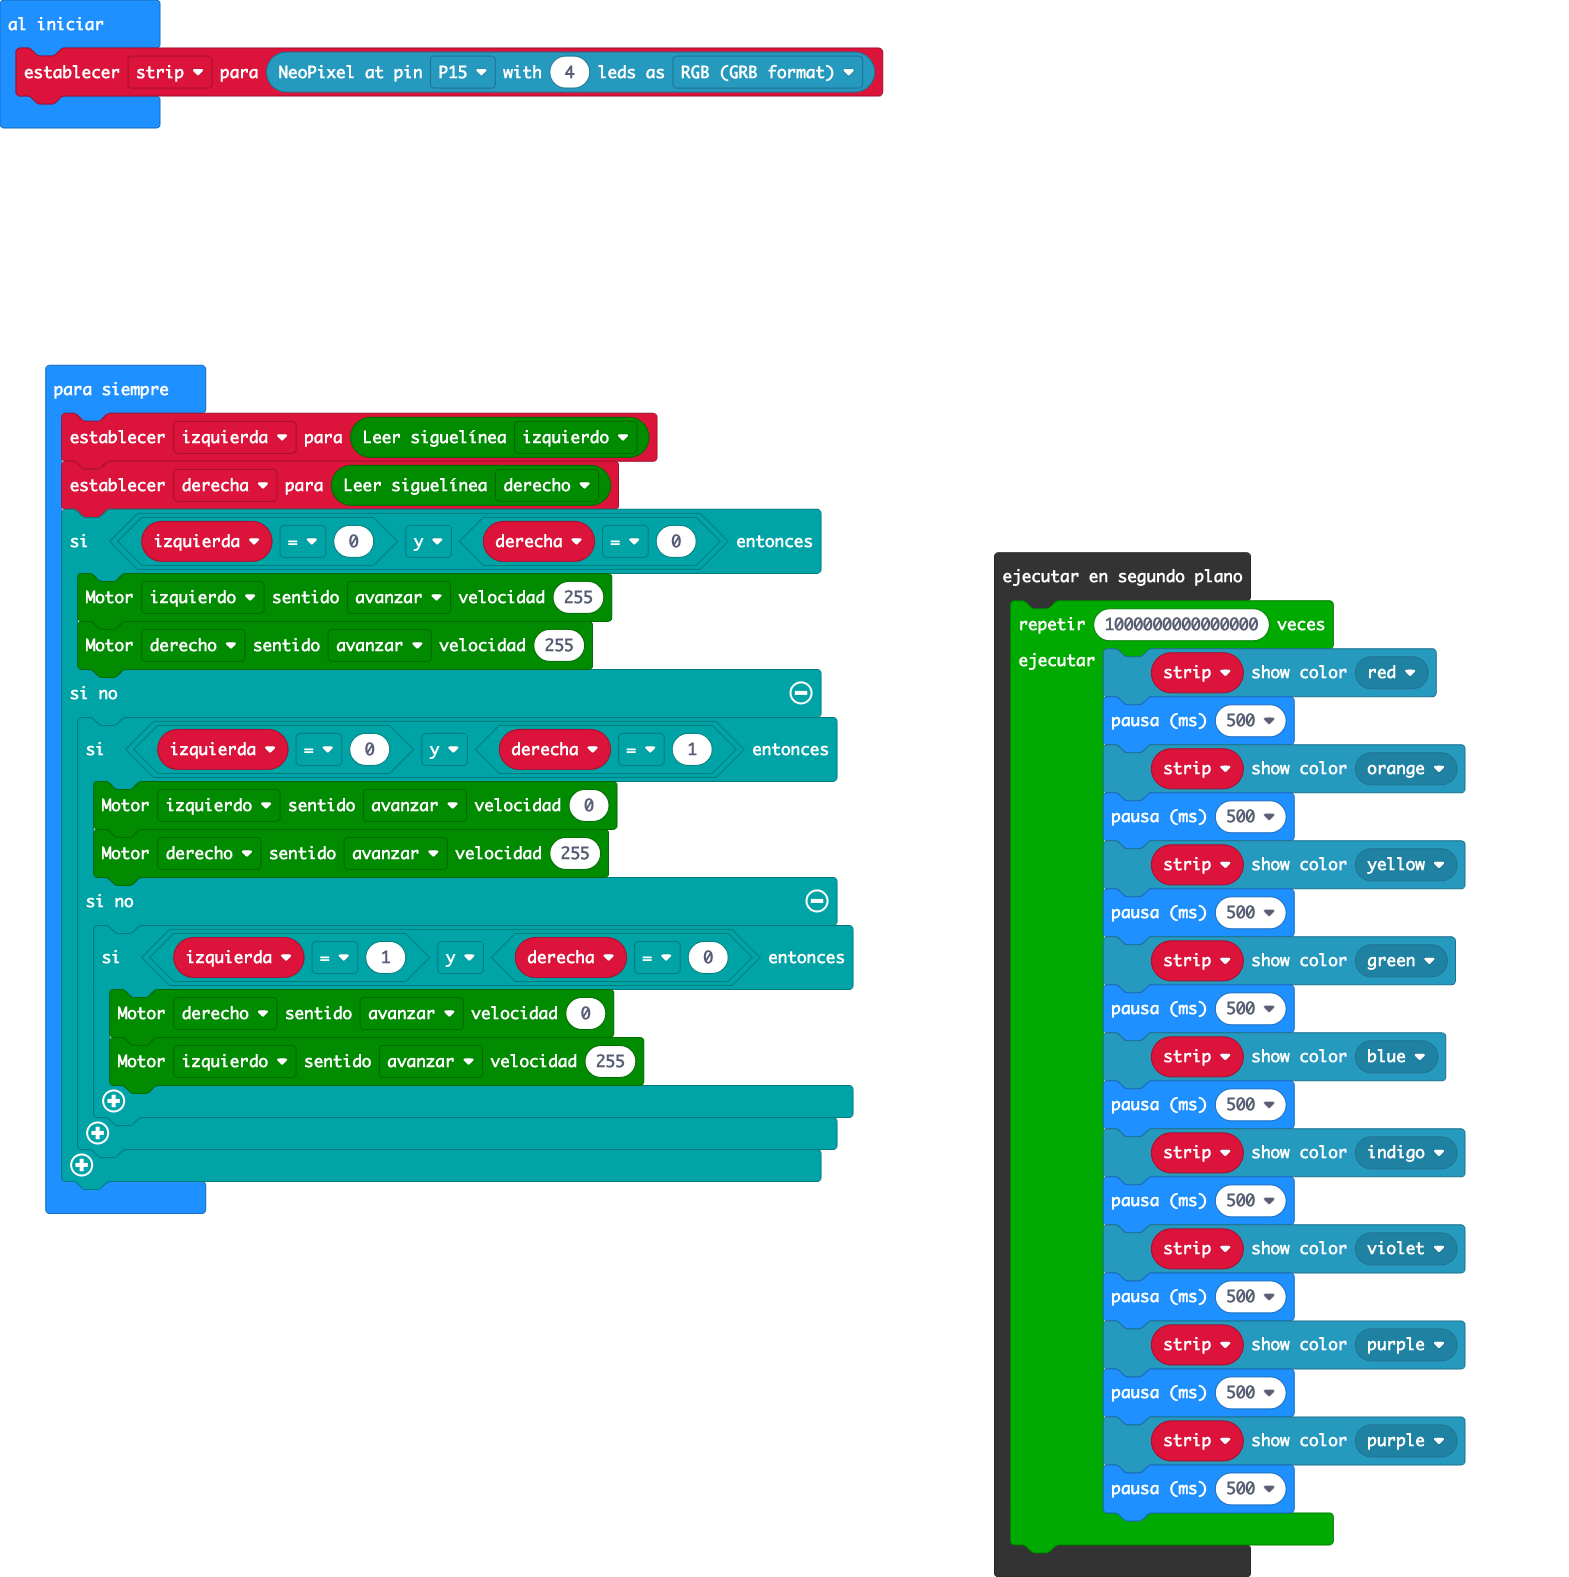 al iniciar
establecer strip para NeoPixel at pin P15 with 4 leds as RGB (GRB format)
para siempre
establecer izquierda para Leer siguelínea izquierdo
establecer derecha para Leer siguelínea derecho
si izquierda = 0 y derecha = 0 entonces
Motor izquierdo sentido avanzar velocidad 255
Motor derecho sentido avanzar velocidad 255
si no
si izquierda = 0 y derecha = 1 entonces
Motor izquierdo sentido avanzar velocidad 0
Motor derecho sentido avanzar velocidad 255
si no
si izquierda = 1 y derecha = 0 entonces
Motor derecho sentido avanzar velocidad 0
Motor izquierdo sentido avanzar velocidad 255
ejecutar en segundo plano
repetir 1000000000000000 veces
ejecutar
strip show color red
pausa (ms) 500
strip show color orange
pausa (ms) 500
strip show color yellow
pausa (ms) 500
strip show color green
pausa (ms) 500
strip show color blue
pausa (ms) 500
strip show color indigo
pausa (ms) 500
strip show color violet
pausa (ms) 500
strip show color purple
pausa (ms) 500
strip show color purple
pausa (ms) 500